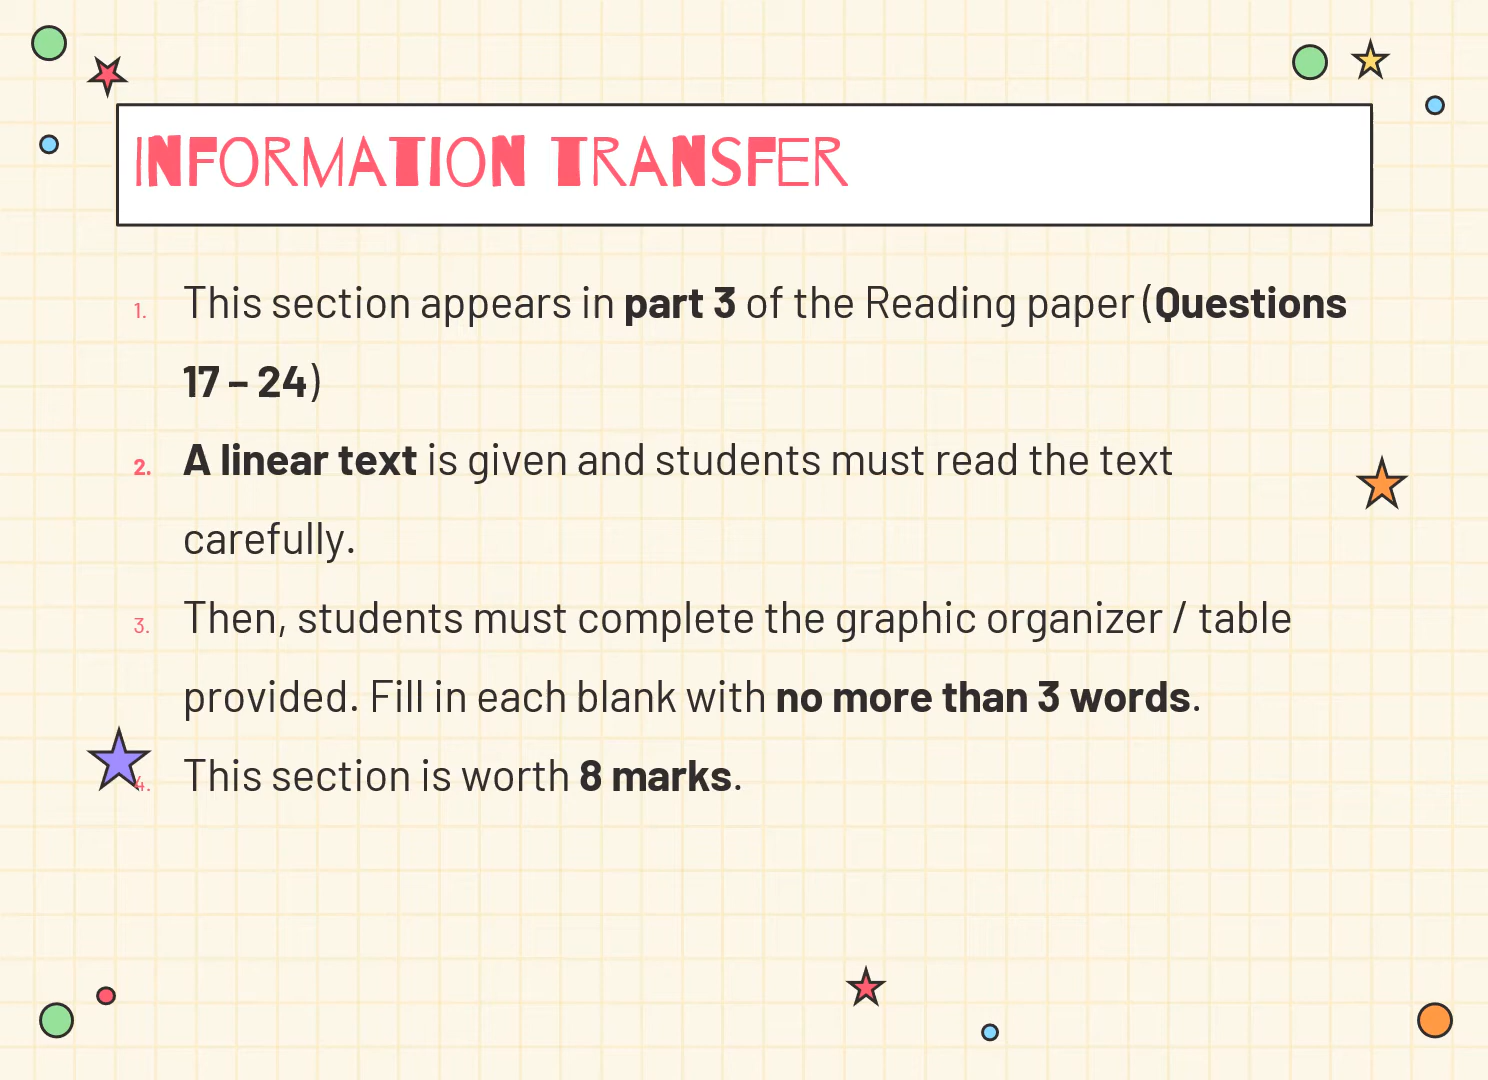 INFORMATION TRANSFER
1. This section appears in part 3 of the Reading paper (Questions
17 – 24)
2. A linear text is given and students must read the text
carefully.
3. Then, students must complete the graphic organizer / table
provided. Fill in each blank with no more than 3 words.
4. This section is worth 8 marks.